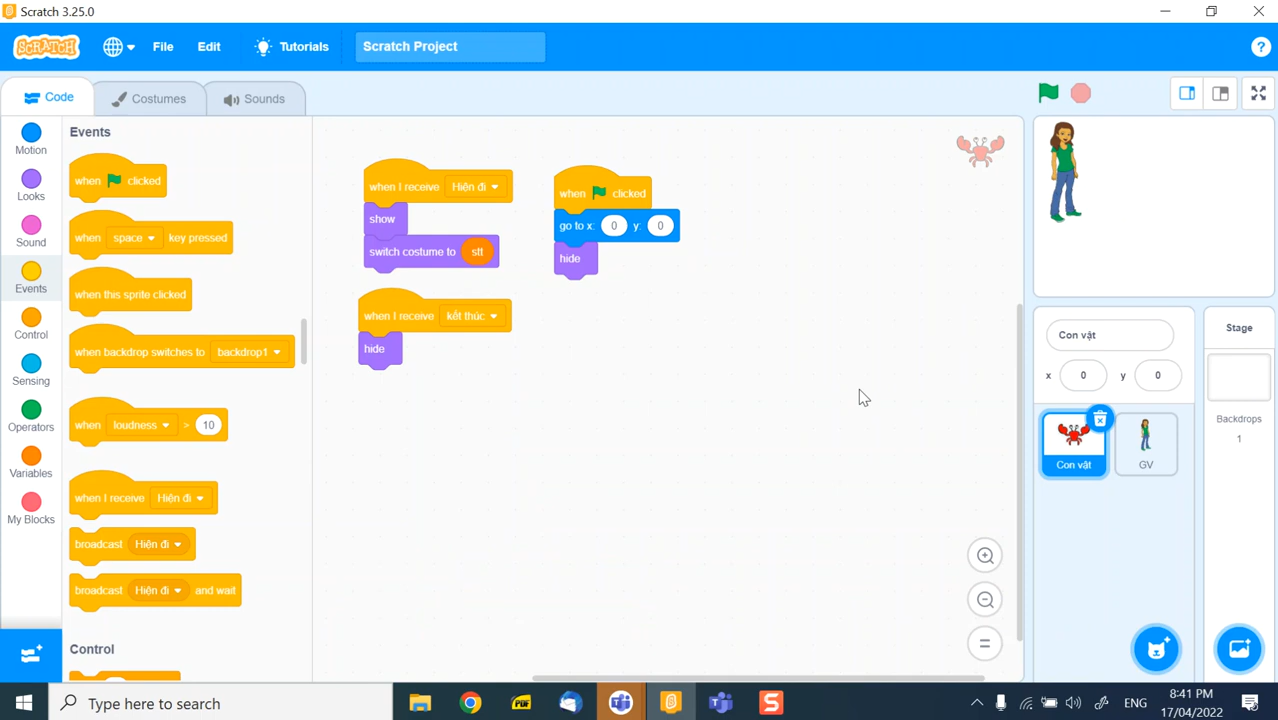 Scratch 3.25.0
SCRATCH
File
Edit
Tutorials
Scratch Project
?
Code
Costumes
Sounds
Motion
Looks
Sound
Events
Control
Sensing
Operators
Variables
My Blocks
Events
when clicked
when space key pressed
when this sprite clicked
when backdrop switches to backdrop1
when loudness > 10
when I receive Hiện đi
broadcast Hiện đi
broadcast Hiện đi and wait
Control
when I receive Hiện đi
show
switch costume to stt
when clicked
go to x: 0 y: 0
hide
when I receive kết thúc
hide
Con vật
x 0 y 0
Con vật
GV
Stage
Backdrops
1
Type here to search
ENG
8:41 PM
17/04/2022